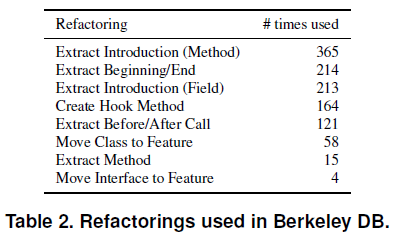 Refactoring # times used
Extract Introduction (Method) 365
Extract Beginning/End 214
Extract Introduction (Field) 213
Create Hook Method 164
Extract Before/After Call 121
Move Class to Feature 58
Extract Method 15
Move Interface to Feature 4
Table 2. Refactorings used in Berkeley DB.